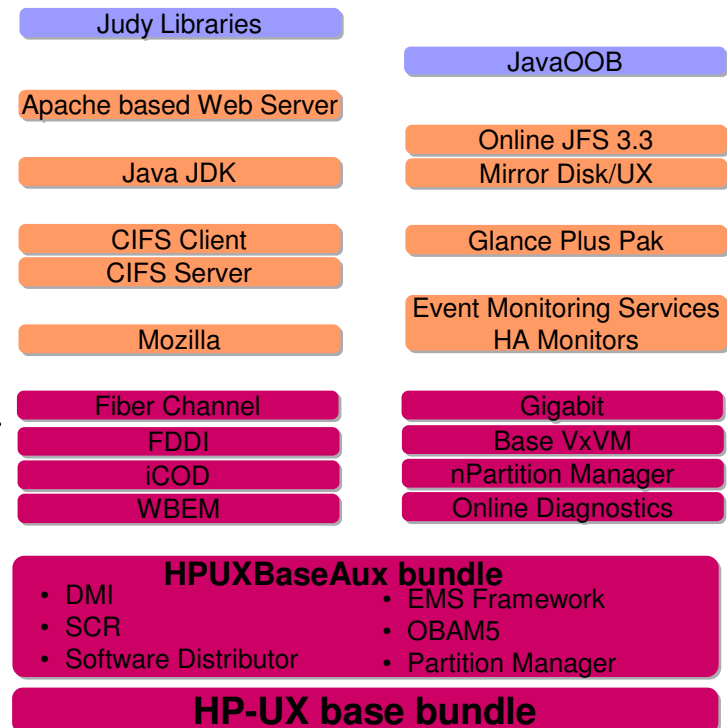 Judy Libraries
JavaOOB
Apache based Web Server
Online JFS 3.3
Java JDK
Mirror Disk/UX
CIFS Client
Glance Plus Pak
CIFS Server
Event Monitoring Services
Mozilla
HA Monitors
Fiber Channel
Gigabit
FDDI
Base VxVM
iCOD
nPartition Manager
WBEM
Online Diagnostics
HPUXBaseAux bundle
• DMI
• SCR
• Software Distributor
• EMS Framework
• OBAM5
• Partition Manager
HP-UX base bundle